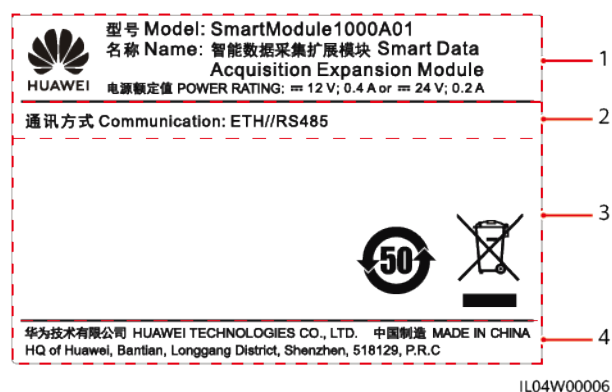 型号 Model: SmartModule1000A01
名称 Name: 智能数据采集扩展模块 Smart Data
Acquisition Expansion Module
HUAWEI
电源额定值 POWER RATING: ⎓ 12 V; 0.4 A or ⎓ 24 V; 0.2 A
1
通讯方式 Communication: ETH//RS485
2
3
50
华为技术有限公司 HUAWEI TECHNOLOGIES CO., LTD. 中国制造 MADE IN CHINA
HQ of Huawei, Bantian, Longgang District, Shenzhen, 518129, P.R.C
4
IL04W00006